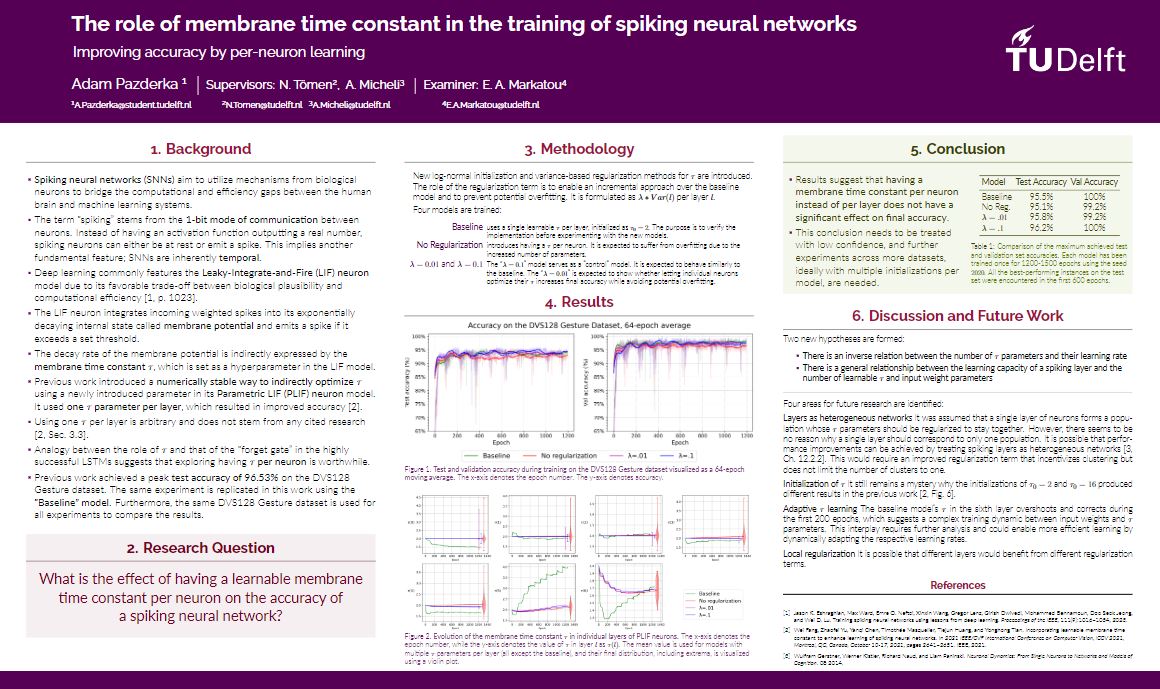 The role of membrane time constant in the training of spiking neural networks
Improving accuracy by per-neuron learning
Adam Pazderka ¹ | Supervisors: N. Tömen², A. Micheli³ | Examiner: E. A. Markatou⁴
¹A.Pazderka@student.tudelft.nl ²N.Tomen@tudelft.nl ³A.Micheli@tudelft.nl ⁴E.A.Markatou@tudelft.nl
TU Delft
1. Background
▪ Spiking neural networks (SNNs) aim to utilize mechanisms from biological
neurons to bridge the computational and efficiency gaps between the human
brain and machine learning systems.
▪ The term “spiking” stems from the 1-bit mode of communication between
neurons. Instead of having an activation function outputting a real number,
spiking neurons can either be at rest or emit a spike. This implies another
fundamental feature; SNNs are inherently temporal.
▪ Deep learning commonly features the Leaky-Integrate-and-Fire (LIF) neuron
model due to its favorable trade-off between biological plausibility and
computational efficiency [1, p. 1023].
▪ The LIF neuron integrates incoming weighted spikes into its exponentially
decaying internal state called membrane potential and emits a spike if it
exceeds a set threshold.
▪ The decay rate of the membrane potential is indirectly expressed by the
membrane time constant τ, which is set as a hyperparameter in the LIF model.
▪ Previous work introduced a numerically stable way to indirectly optimize τ
using a newly introduced parameter in its Parametric LIF (PLIF) neuron model.
It used one τ parameter per layer, which resulted in improved accuracy [2].
▪ Using one τ per layer is arbitrary and does not stem from any cited research
[2, Sec. 3.3].
▪ Analogy between the role of τ and that of the “forget gate” in the highly
successful LSTMs suggests that exploring having τ per neuron is worthwhile.
▪ Previous work achieved a peak test accuracy of 96.53% on the DVS128
Gesture dataset. The same experiment is replicated in this work using the
“Baseline” model. Furthermore, the same DVS128 Gesture dataset is used for
all experiments to compare the results.
2. Research Question
What is the effect of having a learnable membrane
time constant per neuron on the accuracy of
a spiking neural network?
3. Methodology
New log-normal initialization and variance-based regularization methods for τ are introduced.
The role of the regularization term is to enable an incremental approach over the baseline
model and to prevent potential overfitting. It is formulated as λ * Var(l) per layer l.
Four models are trained:
Baseline uses a single learnable τ per layer, initialized as τ₀ = 2. The purpose is to verify the
implementation before experimenting with the new models.
No Regularization introduces having a τ per neuron. It is expected to suffer from overfitting due to the
increased number of parameters.
λ = 0.01 and λ = 0.1 The “λ = 0.1” model serves as a “control” model. It is expected to behave similarly to
the baseline. The “λ = 0.01” is expected to show whether letting individual neurons
optimize their τ increases final accuracy while avoiding potential overfitting.
4. Results
Accuracy on the DVS128 Gesture Dataset, 64-epoch average
Test accuracy (%)
100%
95%
90%
85%
80%
75%
70%
65%
0 200 400 600 800 1000 1200
Epoch
Val accuracy (%)
100%
95%
90%
85%
80%
75%
70%
65%
0 200 400 600 800 1000 1200
Epoch
Baseline No regularization λ=.01 λ=.1
Figure 1. Test and validation accuracy during training on the DVS128 Gesture dataset visualized as a 64-epoch
moving average. The x-axis denotes the epoch number. The y-axis denotes accuracy.
Baseline
No regularization
λ=.01
λ=.1
Figure 2. Evolution of the membrane time constant τ in individual layers of PLIF neurons. The x-axis denotes the
epoch number, while the y-axis denotes the value of τ in layer l as τ(l). The mean value is used for models with
multiple τ parameters per layer (all except the baseline), and their final distribution, including extrema, is visualized
using a violin plot.
5. Conclusion
▪ Results suggest that having a
membrane time constant per neuron
instead of per layer does not have a
significant effect on final accuracy.
▪ This conclusion needs to be treated
with low confidence, and further
experiments across more datasets,
ideally with multiple initializations per
model, are needed.
Model Test Accuracy Val Accuracy
Baseline 95.5% 100%
No Reg. 95.1% 99.2%
λ = .01 95.8% 99.2%
λ = .1 96.2% 100%
Table 1: Comparison of the maximum achieved test
and validation set accuracies. Each model has been
trained once for 1200-1500 epochs using the seed
2020. All the best-performing instances on the test
set were encountered in the first 600 epochs.
6. Discussion and Future Work
Two new hypotheses are formed:
▪ There is an inverse relation between the number of τ parameters and their learning rate
▪ There is a general relationship between the learning capacity of a spiking layer and the
number of learnable τ and input weight parameters
Four areas for future research are identified:
Layers as heterogeneous networks It was assumed that a single layer of neurons forms a popu-
lation whose τ parameters should be regularized to stay together. However, there seems to be
no reason why a single layer should correspond to only one population. It is possible that perfor-
mance improvements can be achieved by treating spiking layers as heterogeneous networks [3,
Ch. 12.2.2]. This would require an improved regularization term that incentivizes clustering but
does not limit the number of clusters to one.
Initialization of τ It still remains a mystery why the initializations of τ₀ = 2 and τ₀ = 16 produced
different results in the previous work [2, Fig. 6].
Adaptive τ learning The baseline model's τ in the sixth layer overshoots and corrects during
the first 200 epochs, which suggests a complex training dynamic between input weights and τ
parameters. This interplay requires further analysis and could enable more efficient learning by
dynamically adapting the respective learning rates.
Local regularization It is possible that different layers would benefit from different regularization
terms.
References
[1] Jason K. Eshraghian, Max Ward, Emre O. Neftci, Xinxin Wang, Gregor Lenz, Girish Dwivedi, Mohammed Bennamoun, Doo Seok Jeong,
and Wei D. Lu. Training spiking neural networks using lessons from deep learning. Proceedings of the IEEE, 111(9):1016–1054, 2023.
[2] Wei Fang, Zhaofei Yu, Yanqi Chen, Timothée Masquelier, Tiejun Huang, and Yonghong Tian. Incorporating learnable membrane time
constant to enhance learning of spiking neural networks. In 2021 IEEE/CVF International Conference on Computer Vision, ICCV 2021,
Montreal, QC, Canada, October 10-17, 2021, pages 2641–2651. IEEE, 2021.
[3] Wulfram Gerstner, Werner Kistler, Richard Naud, and Liam Paninski. Neuronal Dynamics: From Single Neurons to Networks and Models of
Cognition. 08 2014.